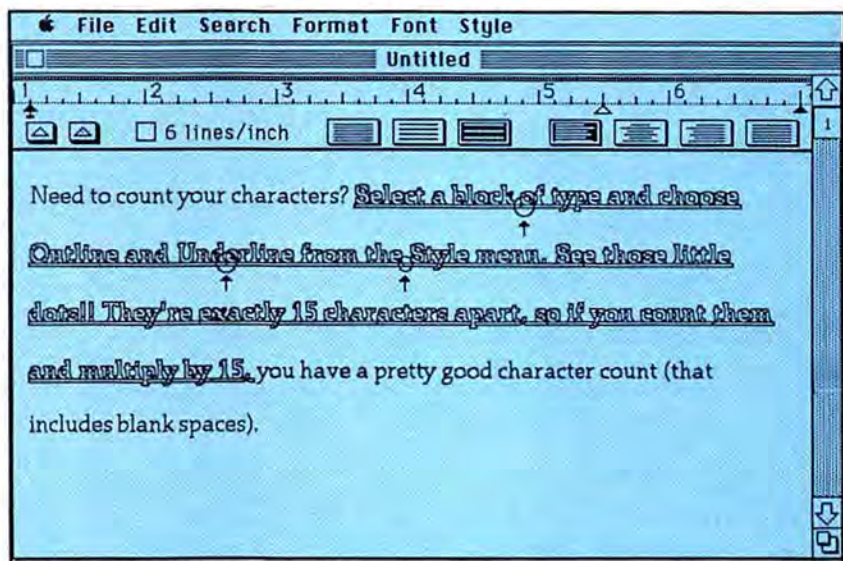 File Edit Search Format Font Style
Untitled
1 2 3 4 5 6 7
6 lines/inch
1
Need to count your characters? Select a block of type and choose
Outline and Underline from the Style menu. See those little
dots!! They're exactly 15 characters apart, so if you count them
and multiply by 15, you have a pretty good character count (that
includes blank spaces).